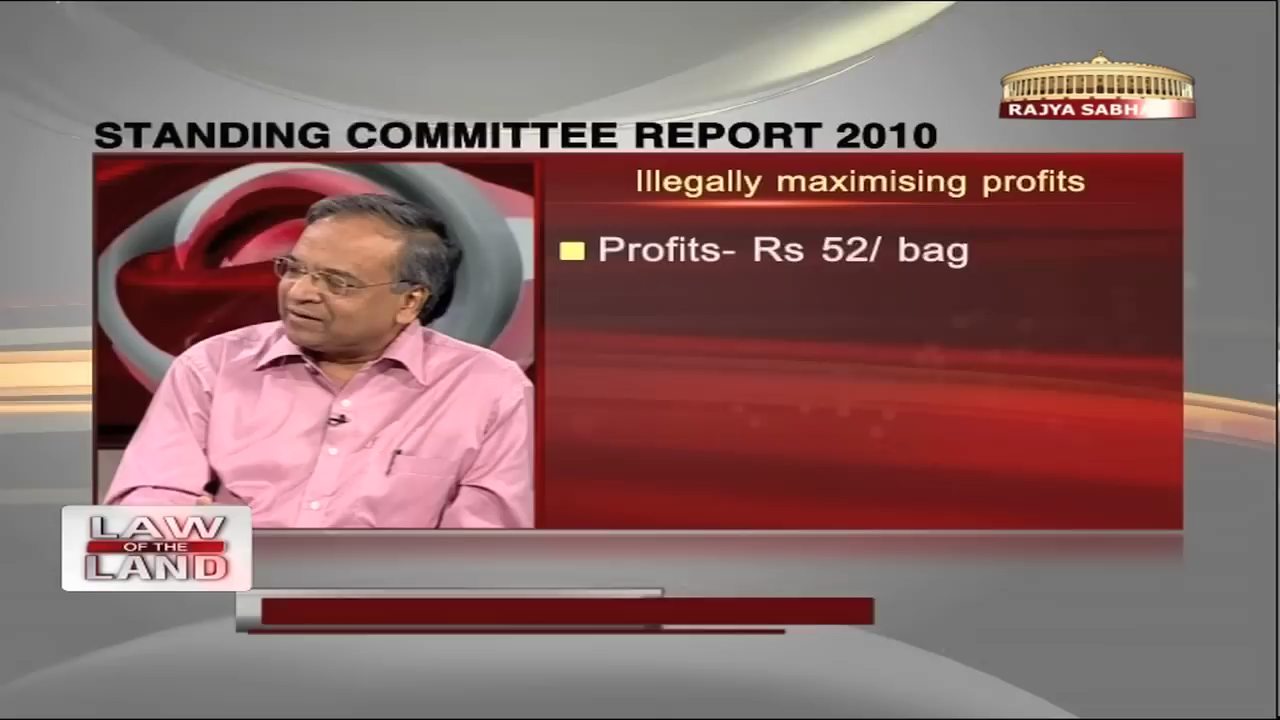 RAJYA SABHA
STANDING COMMITTEE REPORT 2010
Illegally maximising profits
Profits- Rs 52/ bag
LAW
OF THE
LAND